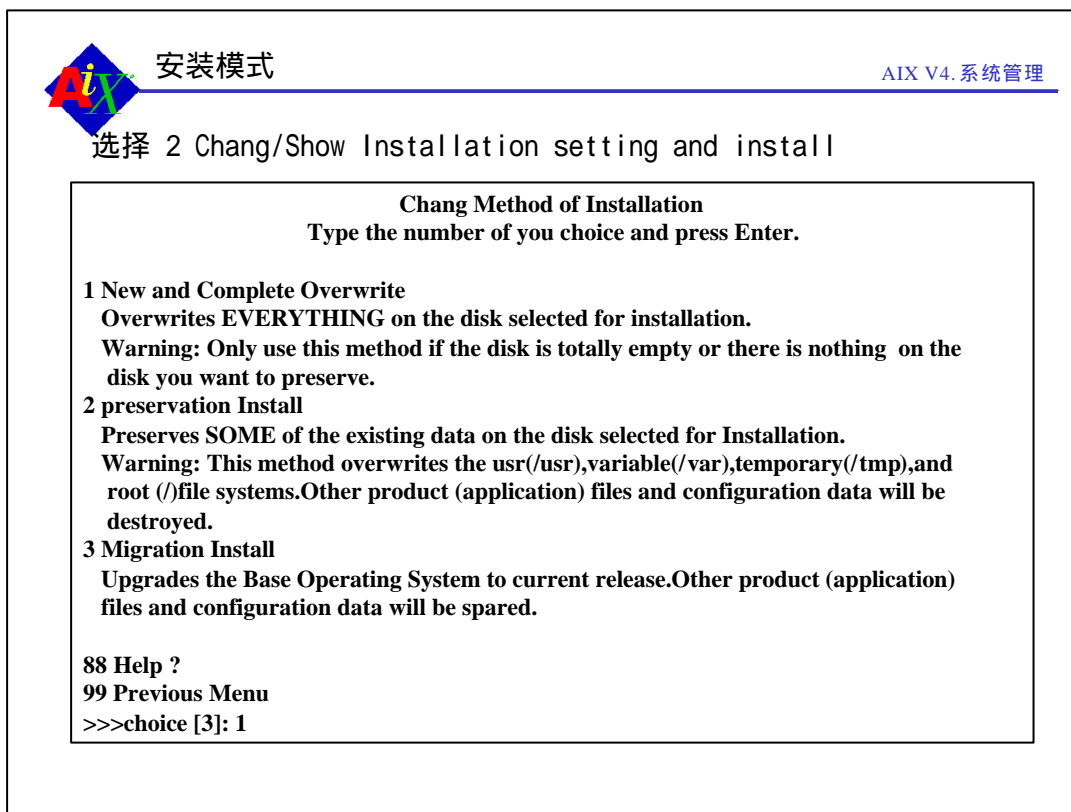 AiX
安装模式
AIX V4.系统管理
选择 2 Chang/Show Installation setting and install
Chang Method of Installation
Type the number of you choice and press Enter.
1 New and Complete Overwrite
Overwrites EVERYTHING on the disk selected for installation.
Warning: Only use this method if the disk is totally empty or there is nothing on the
disk you want to preserve.
2 preservation Install
Preserves SOME of the existing data on the disk selected for Installation.
Warning: This method overwrites the usr(/usr),variable(/var),temporary(/tmp),and
root (/)file systems.Other product (application) files and configuration data will be
destroyed.
3 Migration Install
Upgrades the Base Operating System to current release.Other product (application)
files and configuration data will be spared.
88 Help ?
99 Previous Menu
>>>choice [3]: 1